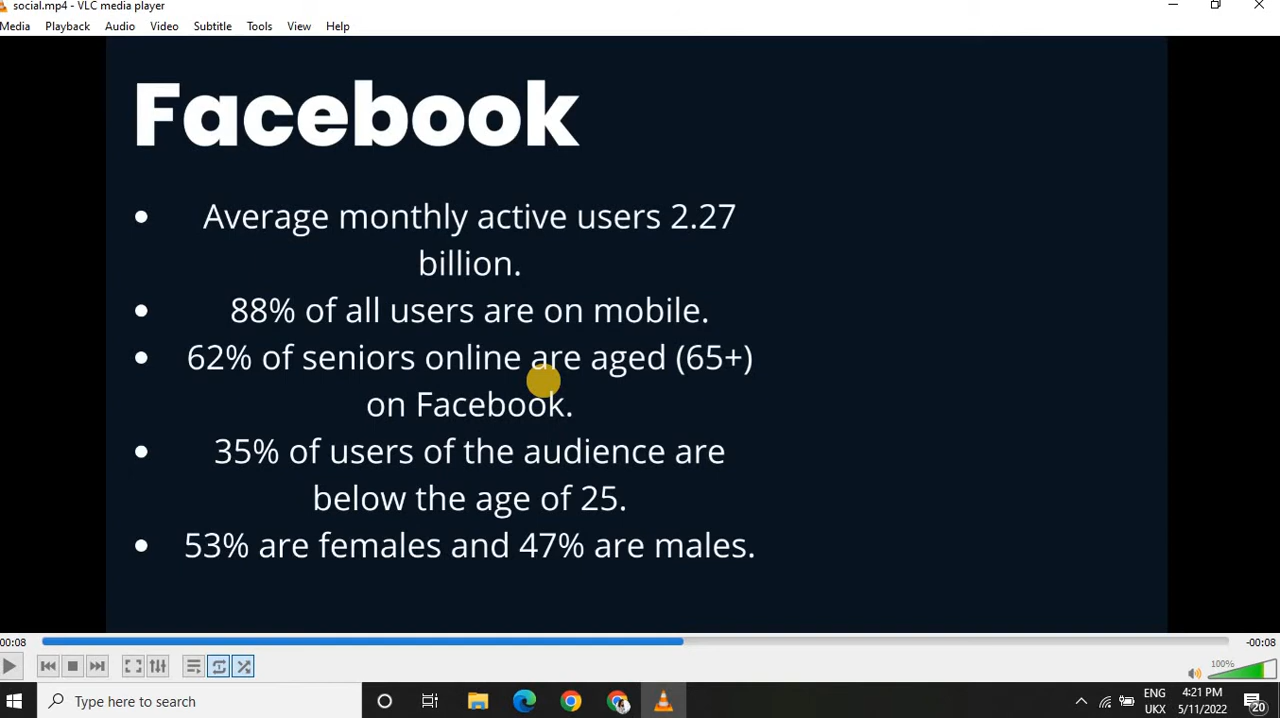 social.mp4 - VLC media player
Media Playback Audio Video Subtitle Tools View Help
Facebook
• Average monthly active users 2.27
billion.
• 88% of all users are on mobile.
• 62% of seniors online are aged (65+)
on Facebook.
• 35% of users of the audience are
below the age of 25.
• 53% are females and 47% are males.
00:08 -00:08
100%
Type here to search
ENG 4:21 PM
UKX 5/11/2022 20